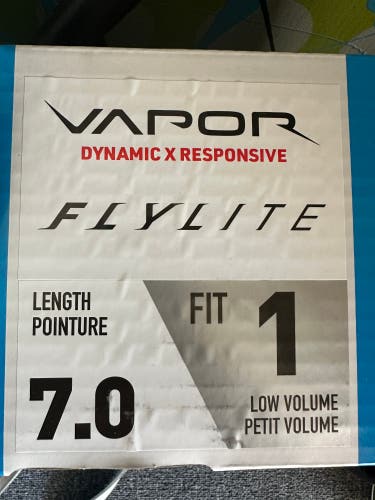 VAPOR
DYNAMIC X RESPONSIVE
FLYLITE
LENGTH
POINTURE
7.0
FIT 1
LOW VOLUME
PETIT VOLUME